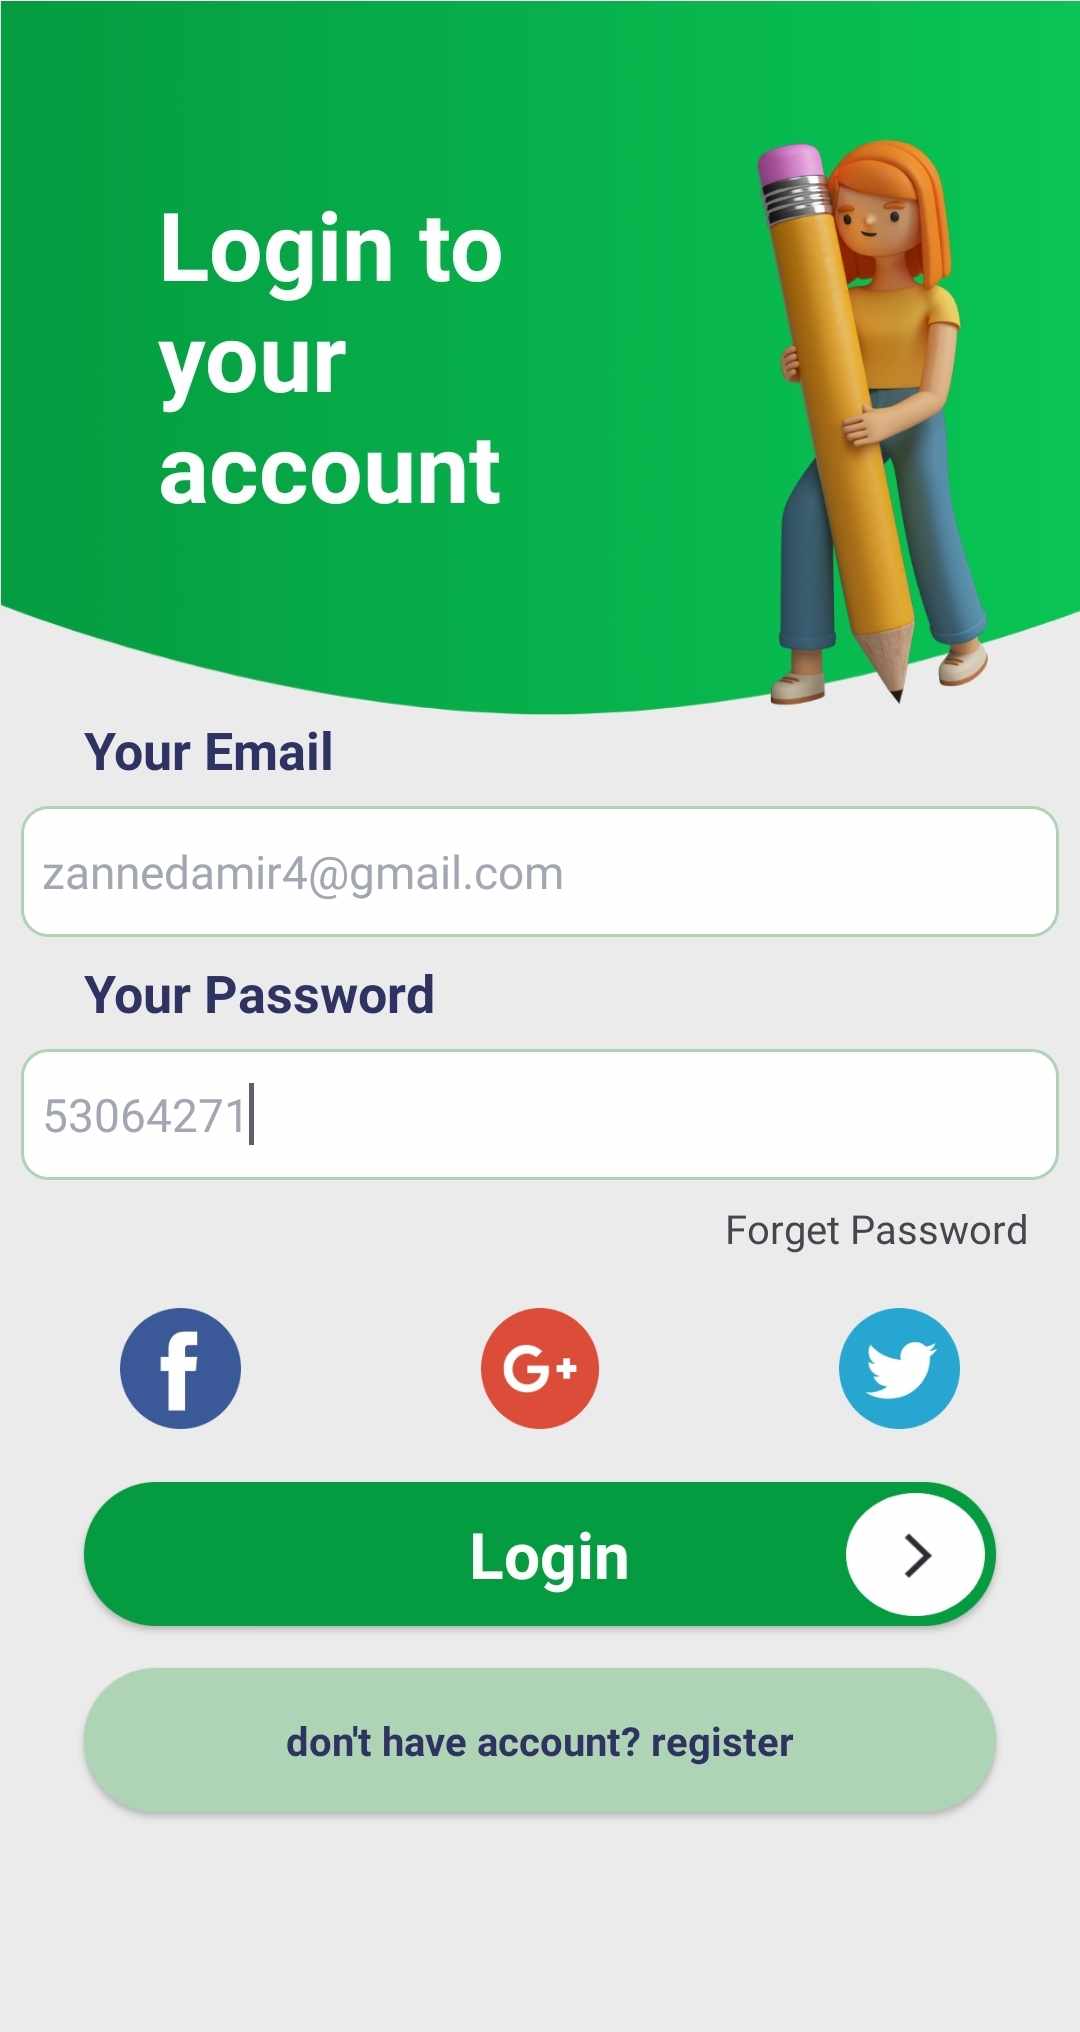 Login to
your
account
Your Email
zannedamir4@gmail.com
Your Password
53064271
Forget Password
f
G+
Login
don't have account? register